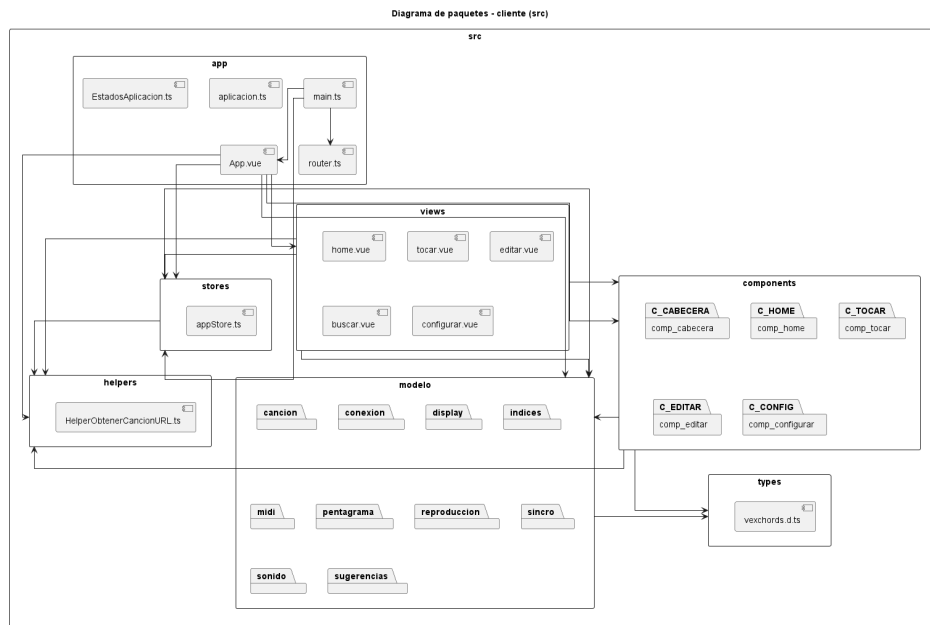 Diagrama de paquetes - cliente (src)
src
app
EstadosAplicacion.ts
aplicacion.ts
main.ts
App.vue
router.ts
views
home.vue
tocar.vue
editar.vue
buscar.vue
configurar.vue
stores
appStore.ts
components
C_CABECERA
comp_cabecera
C_HOME
comp_home
C_TOCAR
comp_tocar
C_EDITAR
comp_editar
C_CONFIG
comp_configurar
helpers
HelperObtenerCancionURL.ts
modelo
cancion
conexion
display
indices
midi
pentagrama
reproduccion
sincro
sonido
sugerencias
types
vexchords.d.ts